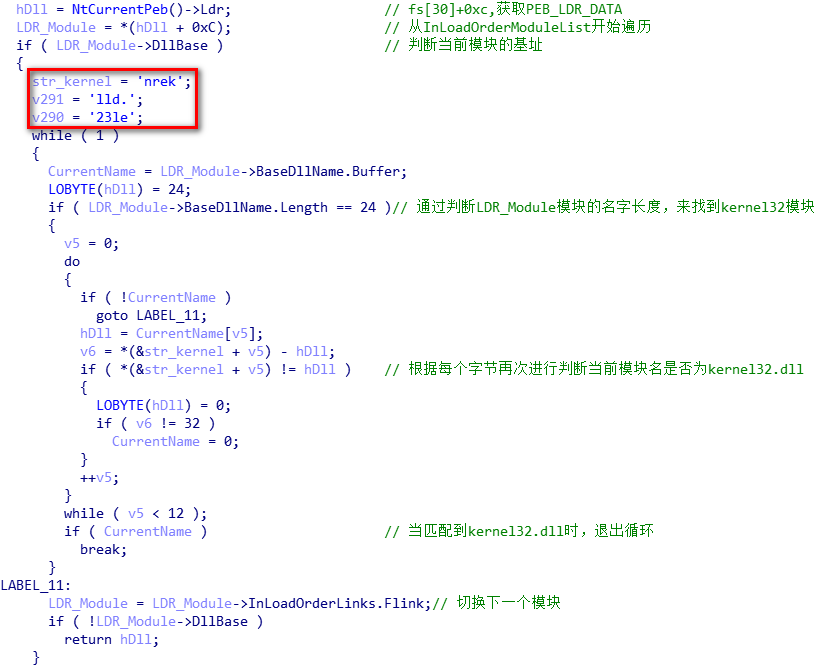 hDll = NtCurrentPeb()->Ldr; // fs[30]+0xc,获取PEB_LDR_DATA
LDR_Module = *(hDll + 0xC); // 从InLoadOrderModuleList开始遍历
if ( LDR_Module->DllBase ) // 判断当前模块的基址
{
str_kernel = 'nrek';
v291 = 'lld.';
v290 = '23le';
while ( 1 )
{
CurrentName = LDR_Module->BaseDllName.Buffer;
LOBYTE(hDll) = 24;
if ( LDR_Module->BaseDllName.Length == 24 )// 通过判断LDR_Module模块的名字长度，来找到kernel32模块
{
v5 = 0;
do
{
if ( !CurrentName )
goto LABEL_11;
hDll = CurrentName[v5];
v6 = *(&str_kernel + v5) - hDll;
if ( *(&str_kernel + v5) != hDll ) // 根据每个字节再次进行判断当前模块名是否为kernel32.dll
{
LOBYTE(hDll) = 0;
if ( v6 != 32 )
CurrentName = 0;
}
++v5;
}
while ( v5 < 12 );
if ( CurrentName ) // 当匹配到kernel32.dll时，退出循环
break;
}
LABEL_11:
LDR_Module = LDR_Module->InLoadOrderLinks.Flink;// 切换下一个模块
if ( !LDR_Module->DllBase )
return hDll;
}